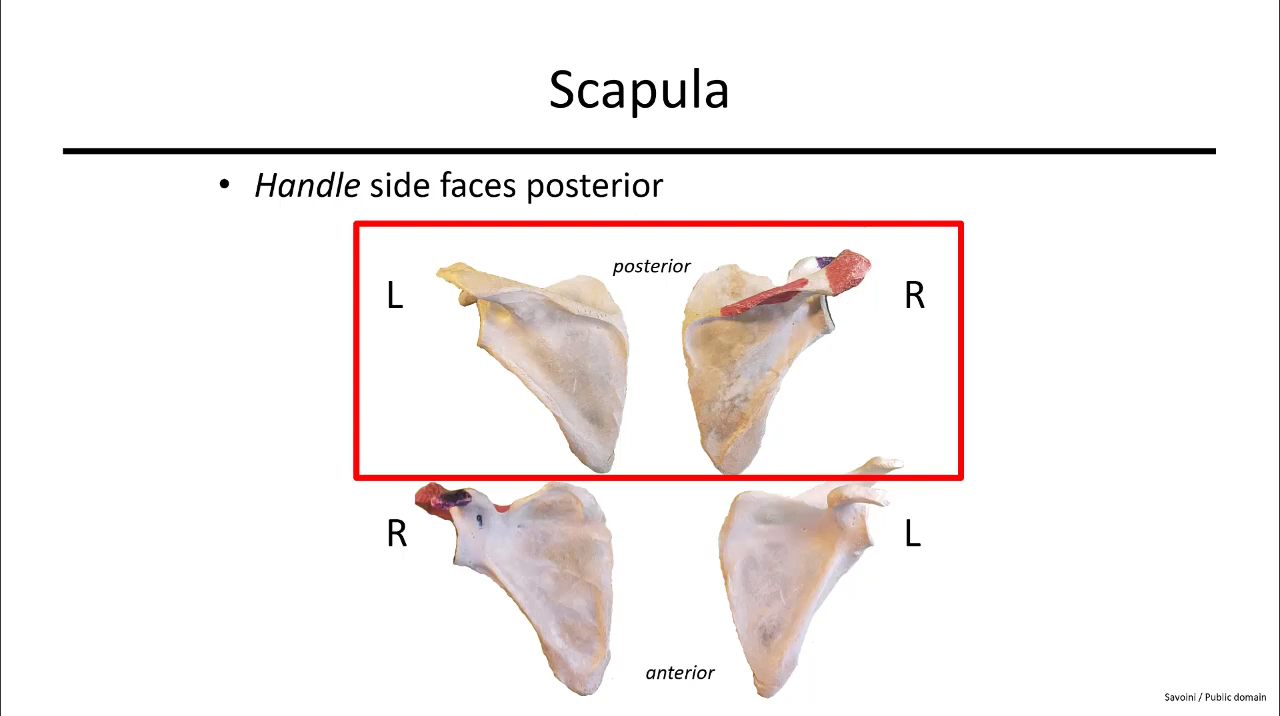 Scapula
• Handle side faces posterior
posterior
L
R
R
L
anterior
Savoini / Public domain